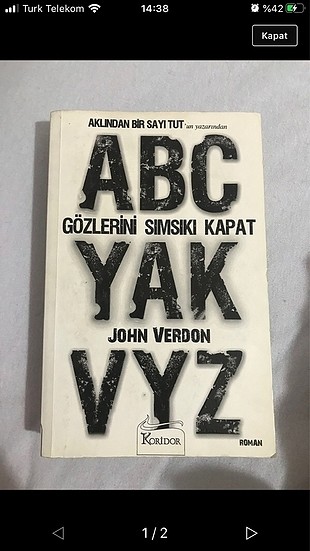 Turk Telekom 14:38 %42
Kapat
AKLINDAN BİR SAYI TUT'un yazarından
ABC
GÖZLERİNİ SIMSIKI KAPAT
YAK
JOHN VERDON
VYZ
KORİDOR
ROMAN
1 / 2